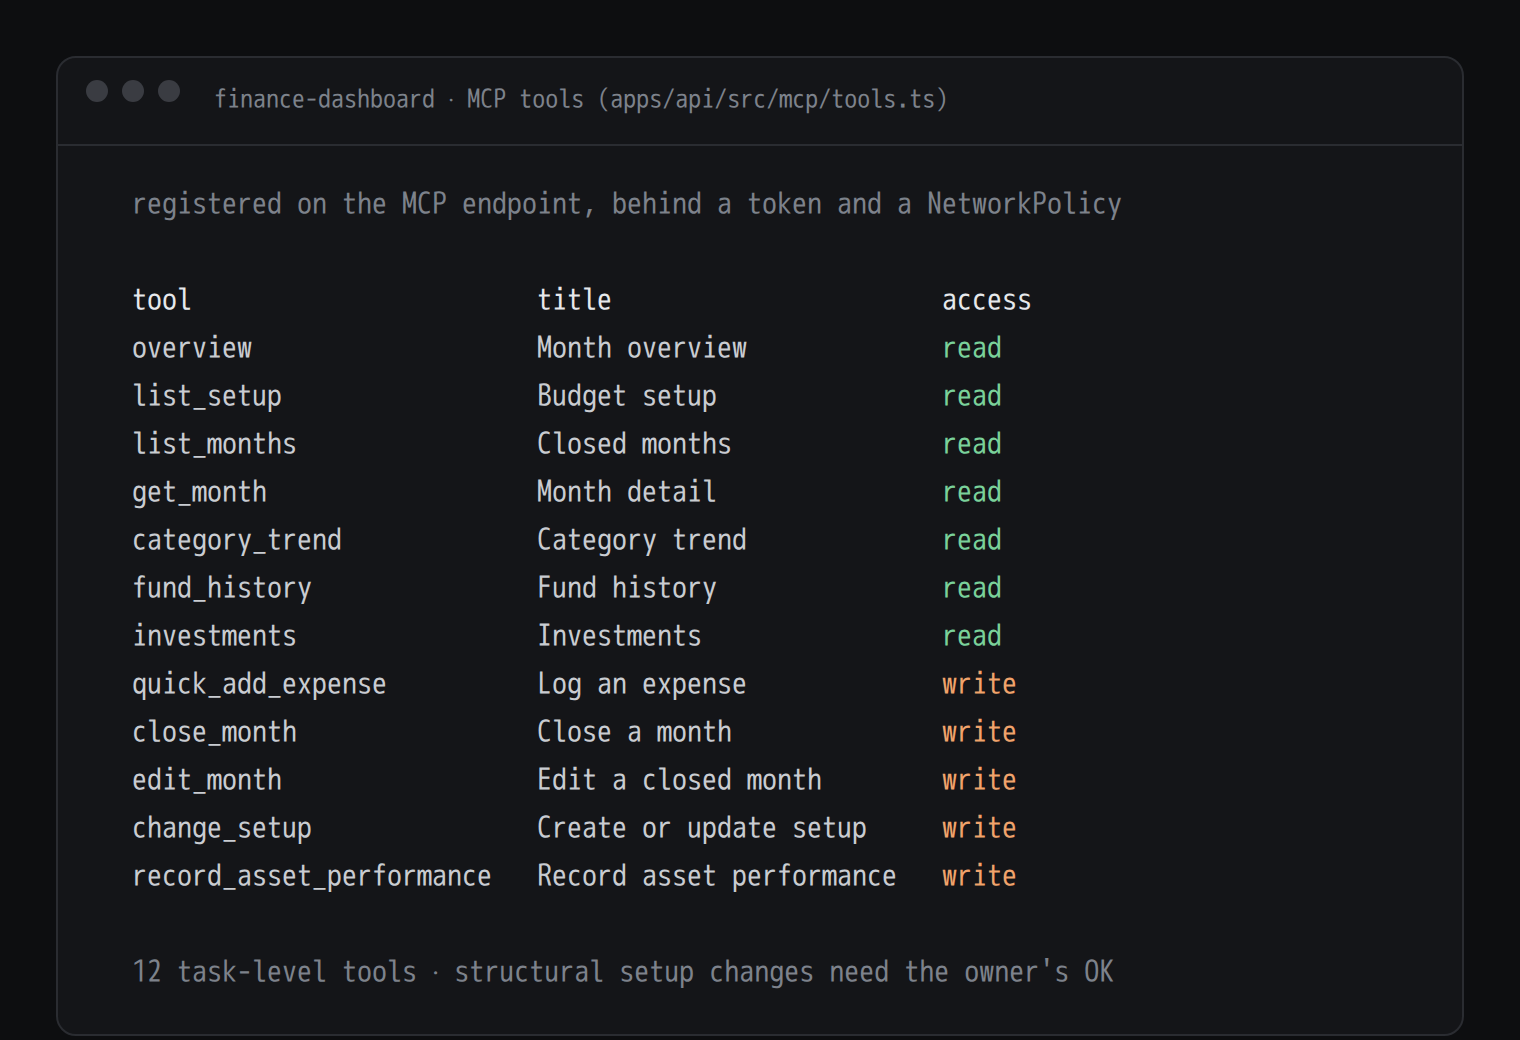 finance-dashboard · MCP tools (apps/api/src/mcp/tools.ts)
registered on the MCP endpoint, behind a token and a NetworkPolicy
tool title access
overview Month overview read
list_setup Budget setup read
list_months Closed months read
get_month Month detail read
category_trend Category trend read
fund_history Fund history read
investments Investments read
quick_add_expense Log an expense write
close_month Close a month write
edit_month Edit a closed month write
change_setup Create or update setup write
record_asset_performance Record asset performance write
12 task-level tools · structural setup changes need the owner's OK